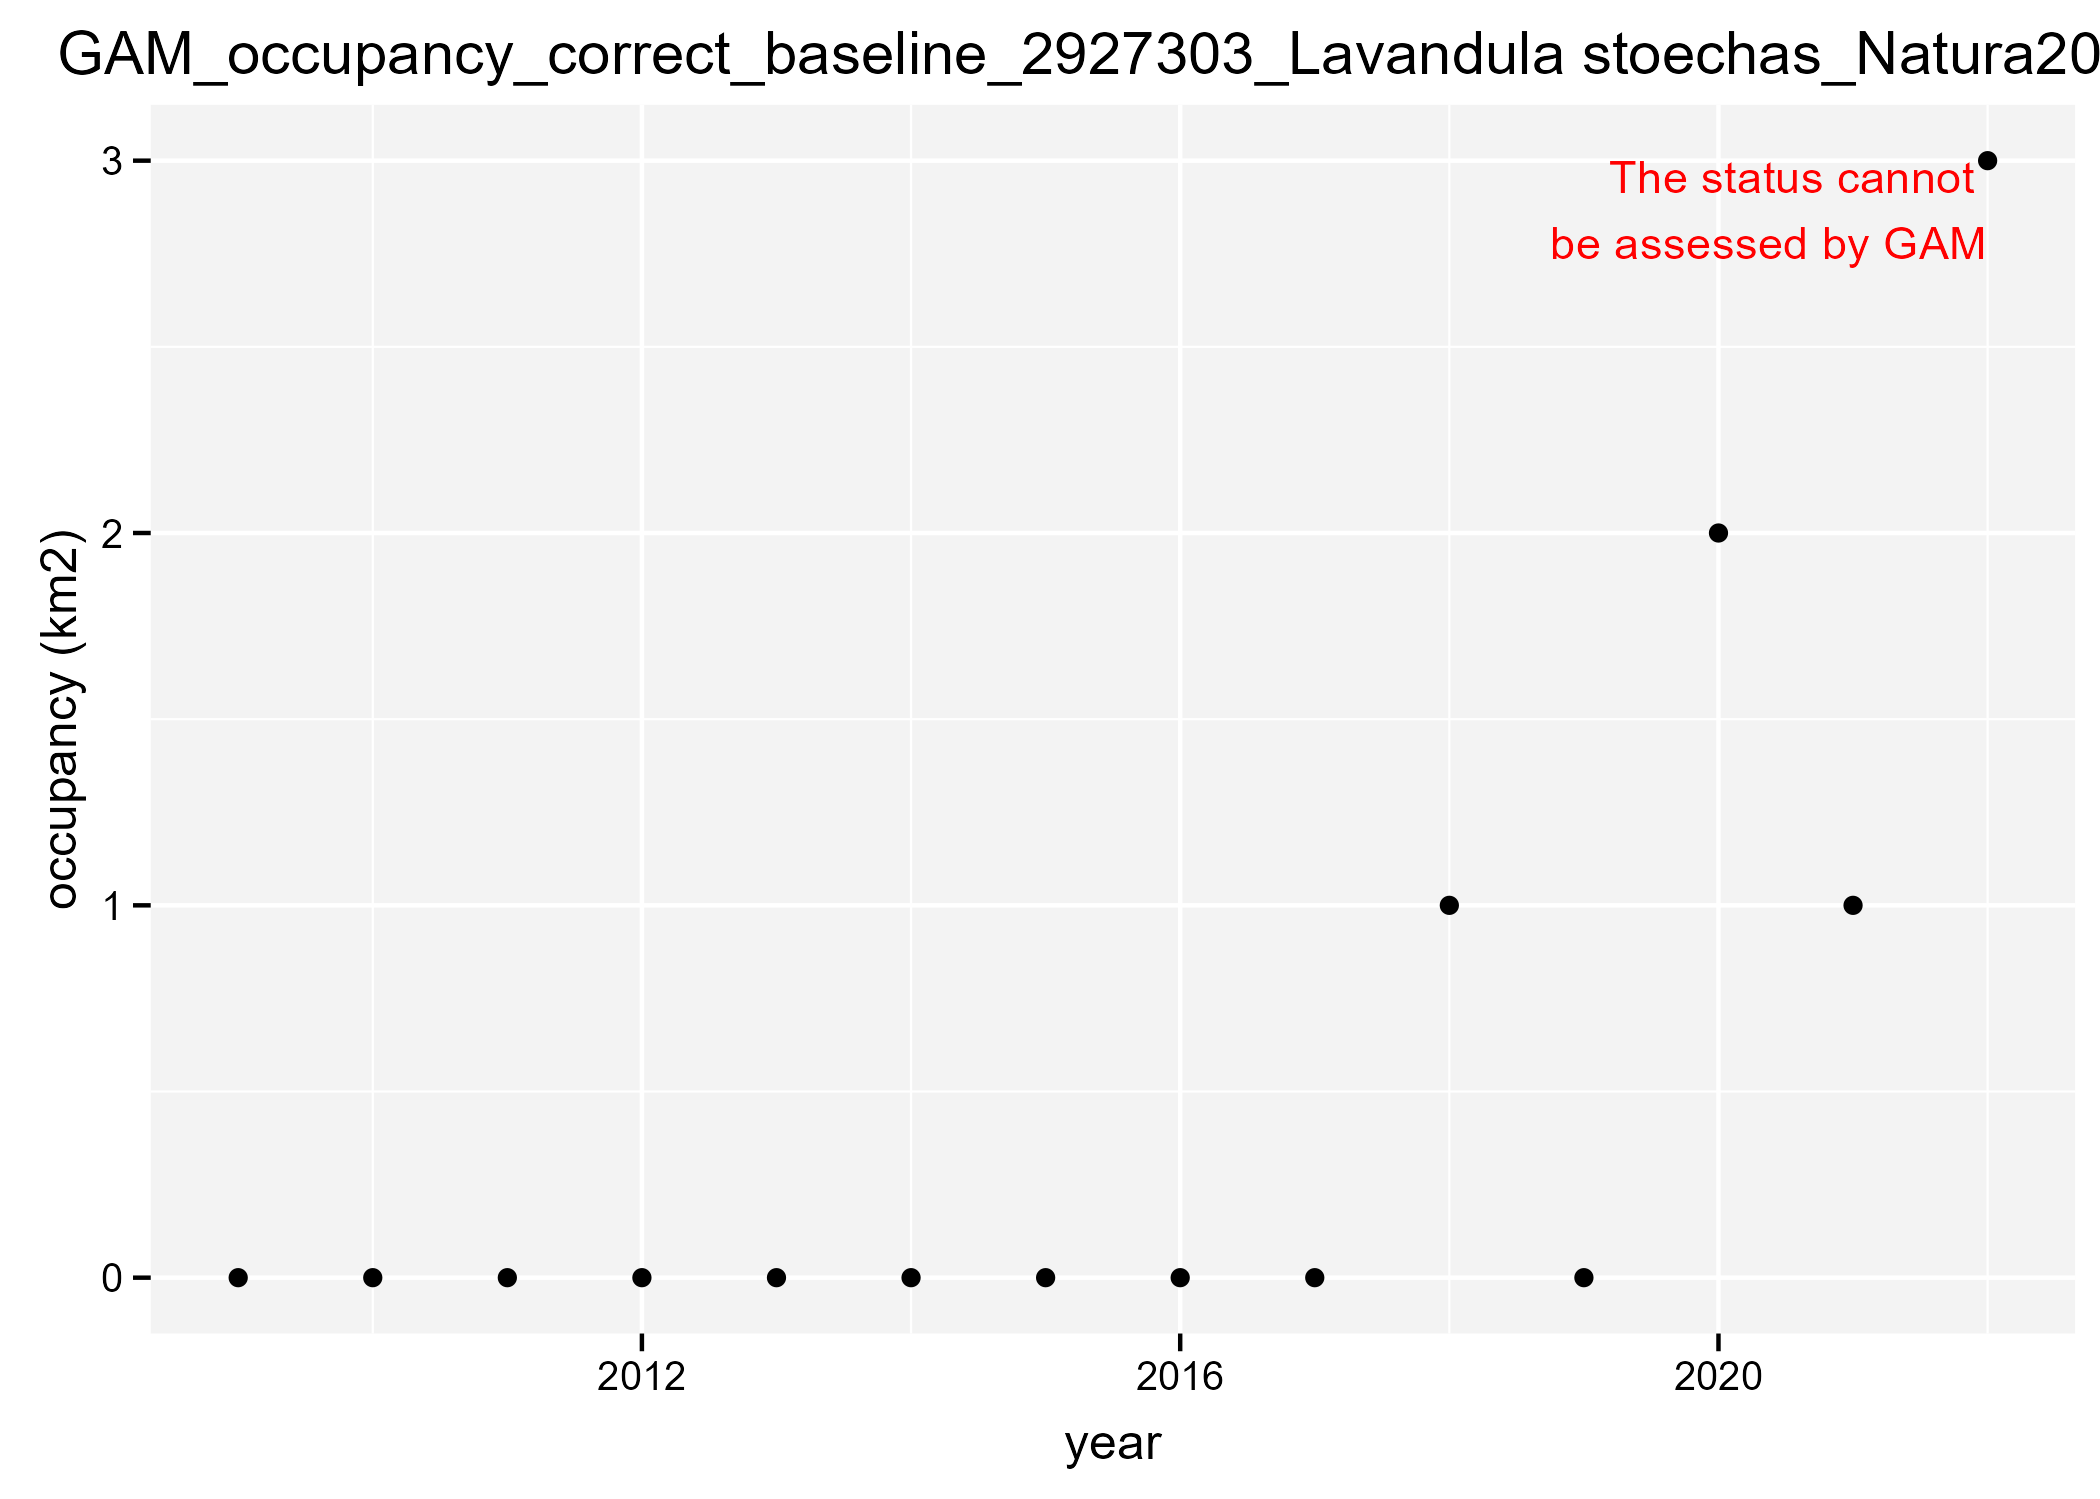 GAM_occupancy_correct_baseline_2927303_Lavandula stoechas_Natura20
3
The status cannot
be assessed by GAM
2
occupancy (km2)
1
0
2012 2016 2020
year